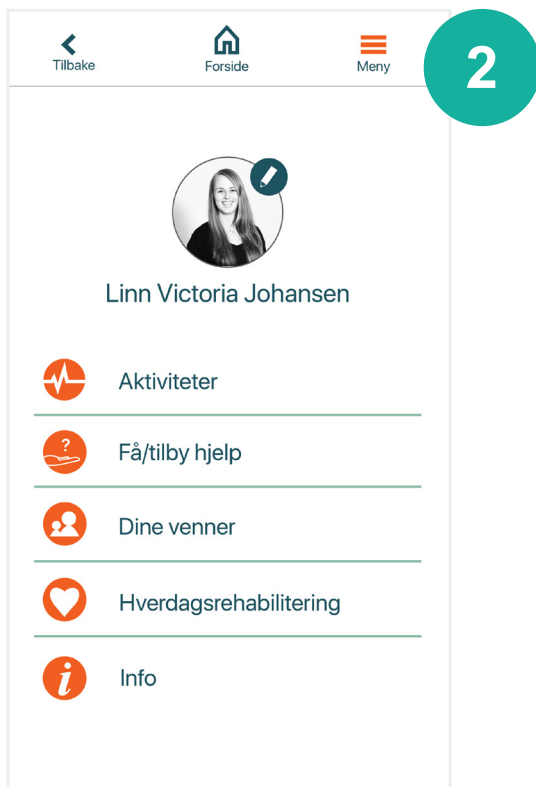 Tilbake
Forside
Meny
2
Linn Victoria Johansen
Aktiviteter
?
Få/tilby hjelp
Dine venner
Hverdagsrehabilitering
i
Info